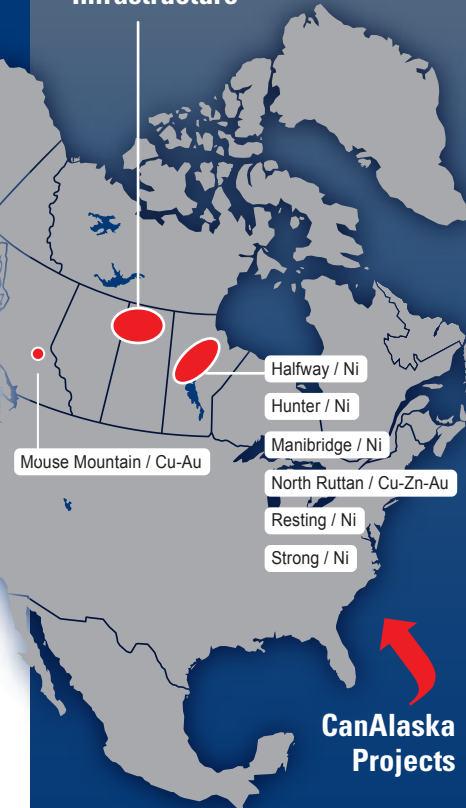 Infrastructure
Halfway / Ni
Hunter / Ni
Manibridge / Ni
Mouse Mountain / Cu-Au
North Ruttan / Cu-Zn-Au
Resting / Ni
Strong / Ni
CanAlaska
Projects